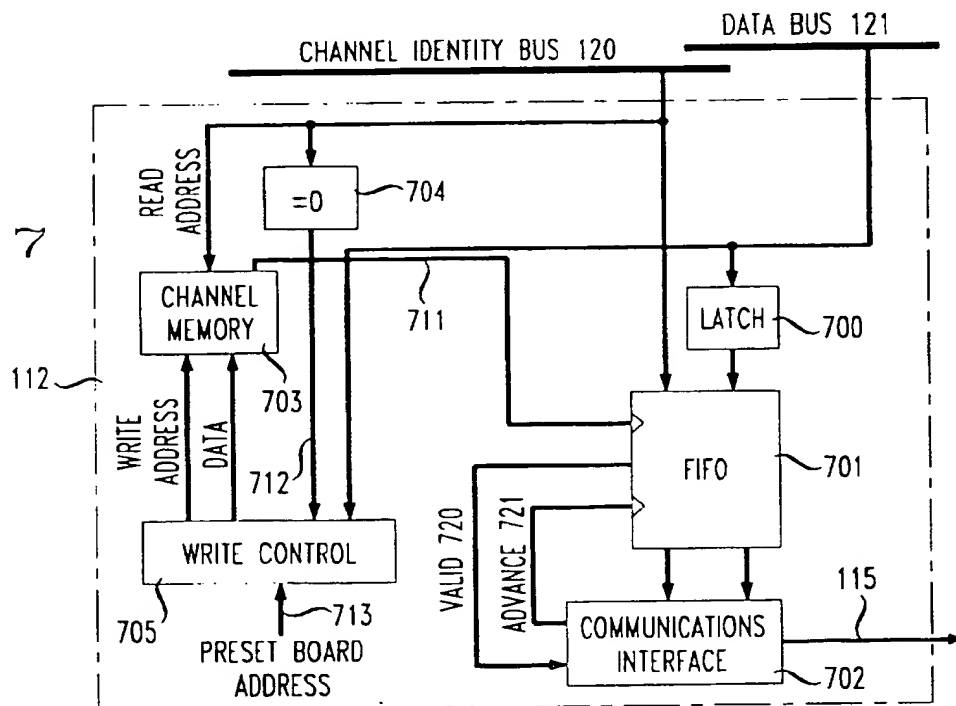 DATA BUS 121
CHANNEL IDENTITY BUS 120
READ
ADDRESS
=0
704
7
CHANNEL
MEMORY
711
LATCH
700
112
703
WRITE
ADDRESS
DATA
712
FIFO
701
VALID 720
ADVANCE 721
WRITE CONTROL
705
713
PRESET BOARD
ADDRESS
COMMUNICATIONS
INTERFACE
115
702